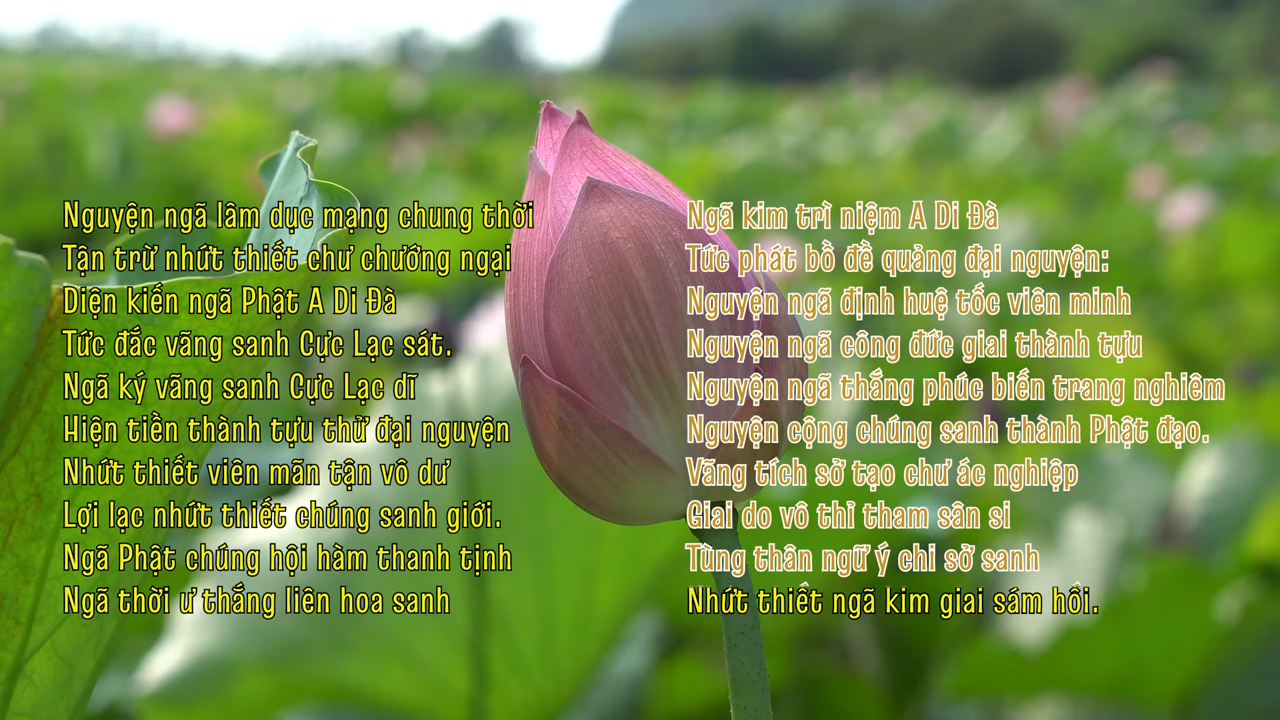 Nguyện ngã lâm dục mạng chung thời
Tận trừ nhứt thiết chư chướng ngại
Diện kiến ngã Phật A Di Đà
Tức đắc vãng sanh Cực Lạc sát.
Ngã ký vãng sanh Cực Lạc dĩ
Hiện tiền thành tựu thử đại nguyện
Nhứt thiết viên mãn tận vô dư
Lợi lạc nhứt thiết chúng sanh giới.
Ngã Phật chúng hội hàm thanh tịnh
Ngã thời ư thắng liên hoa sanh
Ngã kim trì niệm A Di Đà
Tức phát bồ đề quảng đại nguyện:
Nguyện ngã định huệ tốc viên minh
Nguyện ngã công đức giai thành tựu
Nguyện ngã thắng phúc biến trang nghiêm
Nguyện cộng chúng sanh thành Phật đạo.
Vãng tích sở tạo chư ác nghiệp
Giai do vô thỉ tham sân si
Tùng thân ngữ ý chi sở sanh
Nhứt thiết ngã kim giai sám hối.